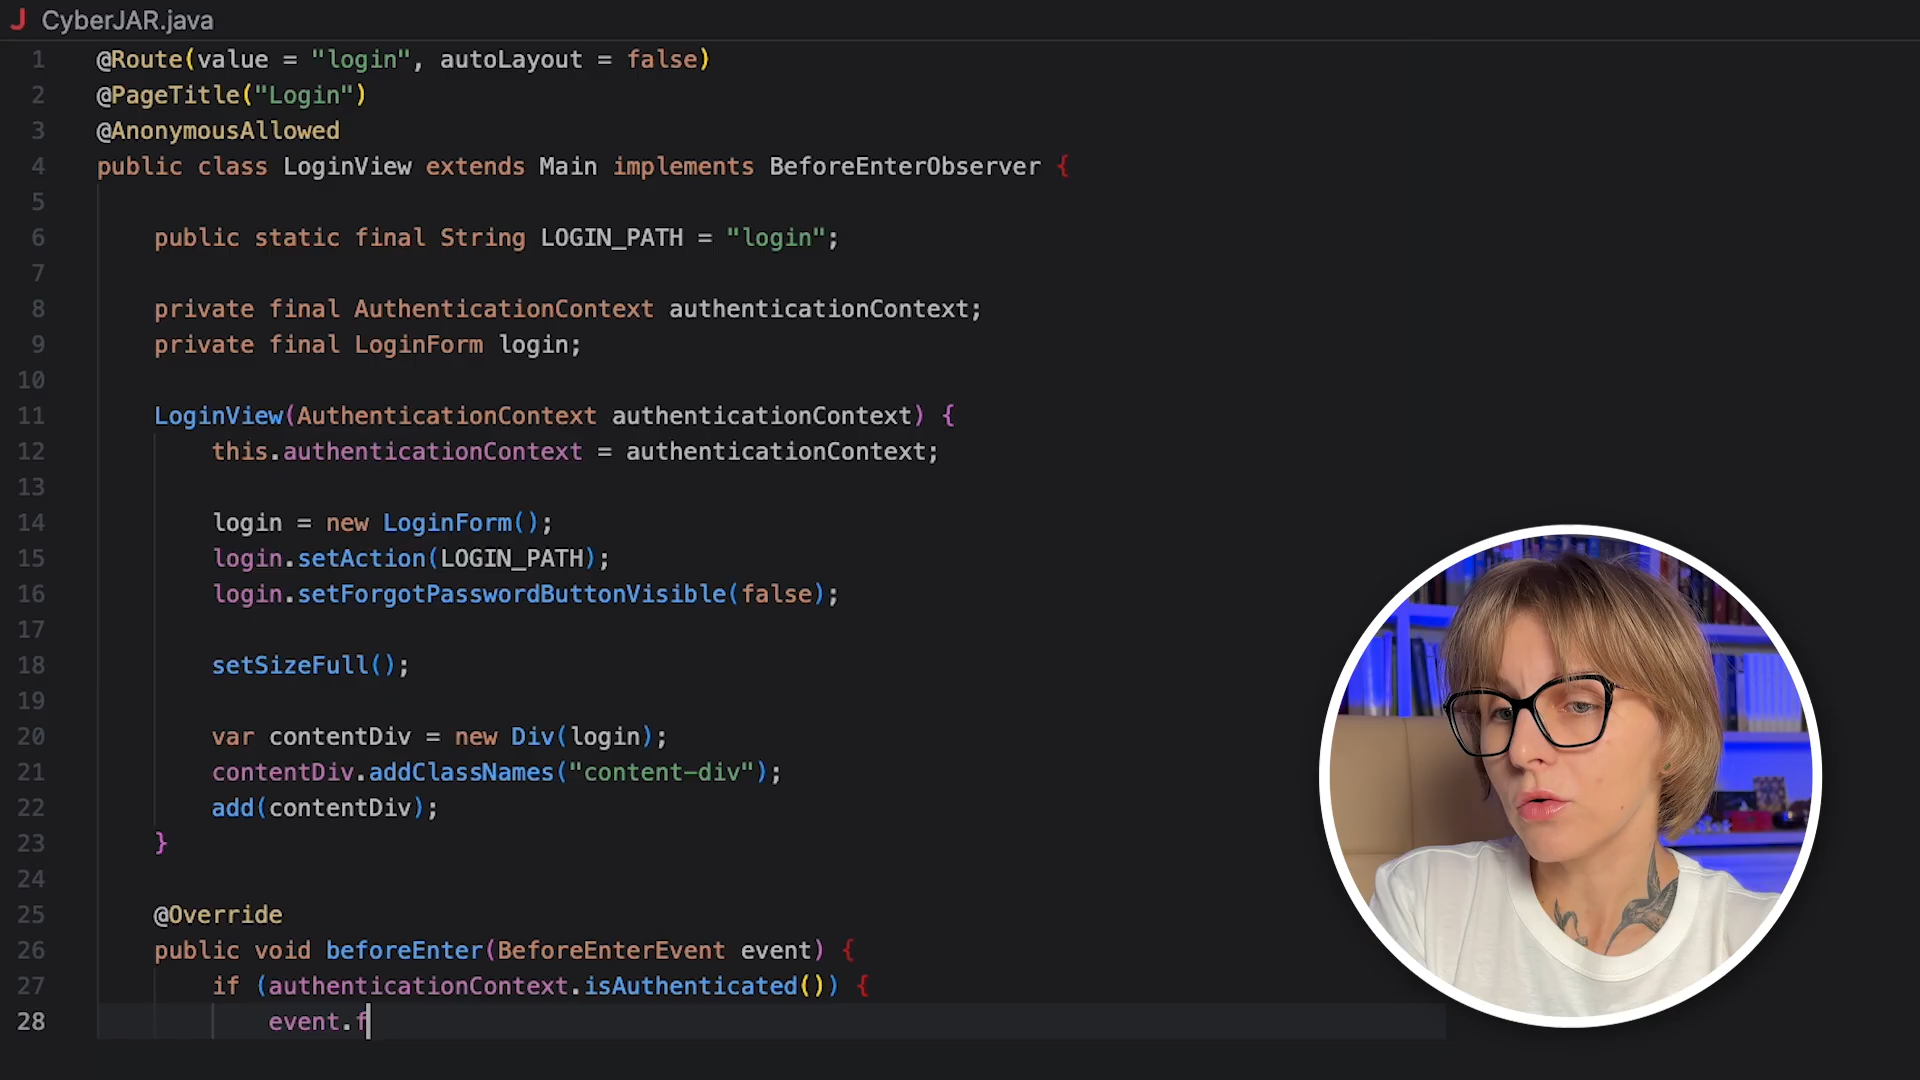 J CyberJAR.java
1 @Route(value = "login", autoLayout = false)
2 @PageTitle("Login")
3 @AnonymousAllowed
4 public class LoginView extends Main implements BeforeEnterObserver {
5
6 public static final String LOGIN_PATH = "login";
7
8 private final AuthenticationContext authenticationContext;
9 private final LoginForm login;
10
11 LoginView(AuthenticationContext authenticationContext) {
12 this.authenticationContext = authenticationContext;
13
14 login = new LoginForm();
15 login.setAction(LOGIN_PATH);
16 login.setForgotPasswordButtonVisible(false);
17
18 setSizeFull();
19
20 var contentDiv = new Div(login);
21 contentDiv.addClassNames("content-div");
22 add(contentDiv);
23 }
24
25 @Override
26 public void beforeEnter(BeforeEnterEvent event) {
27 if (authenticationContext.isAuthenticated()) {
28 event.f